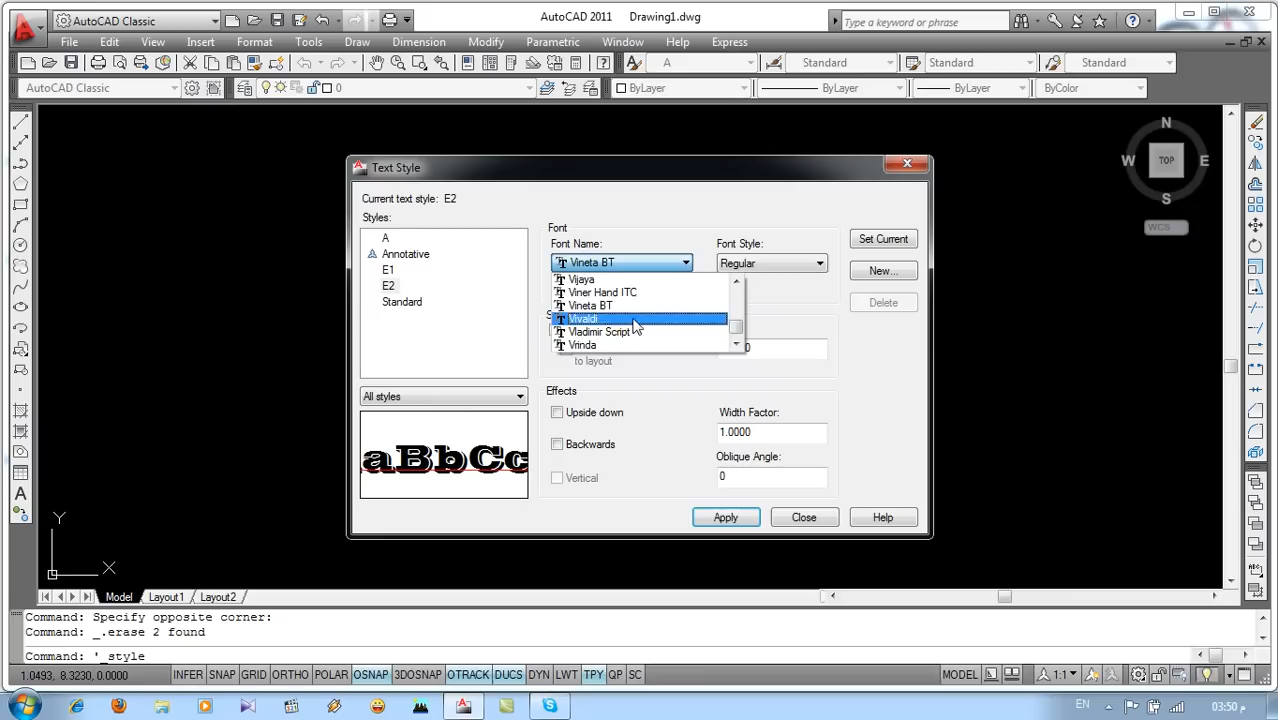 AutoCAD Classic
AutoCAD 2011 Drawing1.dwg
Type a keyword or phrase
File Edit View Insert Format Tools Draw Dimension Modify Parametric Window Help Express
A Standard Standard Standard
AutoCAD Classic 0 ByLayer ByLayer ByLayer ByColor
N
W TOP E
S
WCS
Text Style
Current text style: E2
Styles:
A
Annotative
E1
E2
Standard
All styles
aBbCc
Font
Font Name:
Vineta BT
Vijaya
Viner Hand ITC
Vineta BT
Vivaldi
Vladimir Script
Vrinda
to layout
Font Style:
Regular
Effects
Upside down
Backwards
Vertical
Width Factor:
1.0000
Oblique Angle:
0
Set Current
New...
Delete
Apply Close Help
Y
X
Model Layout1 Layout2
Command: Specify opposite corner:
Command: _.erase 2 found
Command: '_style
1.0493, 8.3230, 0.0000 INFER SNAP GRID ORTHO POLAR OSNAP 3DOSNAP OTRACK DUCS DYN LWT TPY QP SC MODEL 1:1
EN 03:50 م